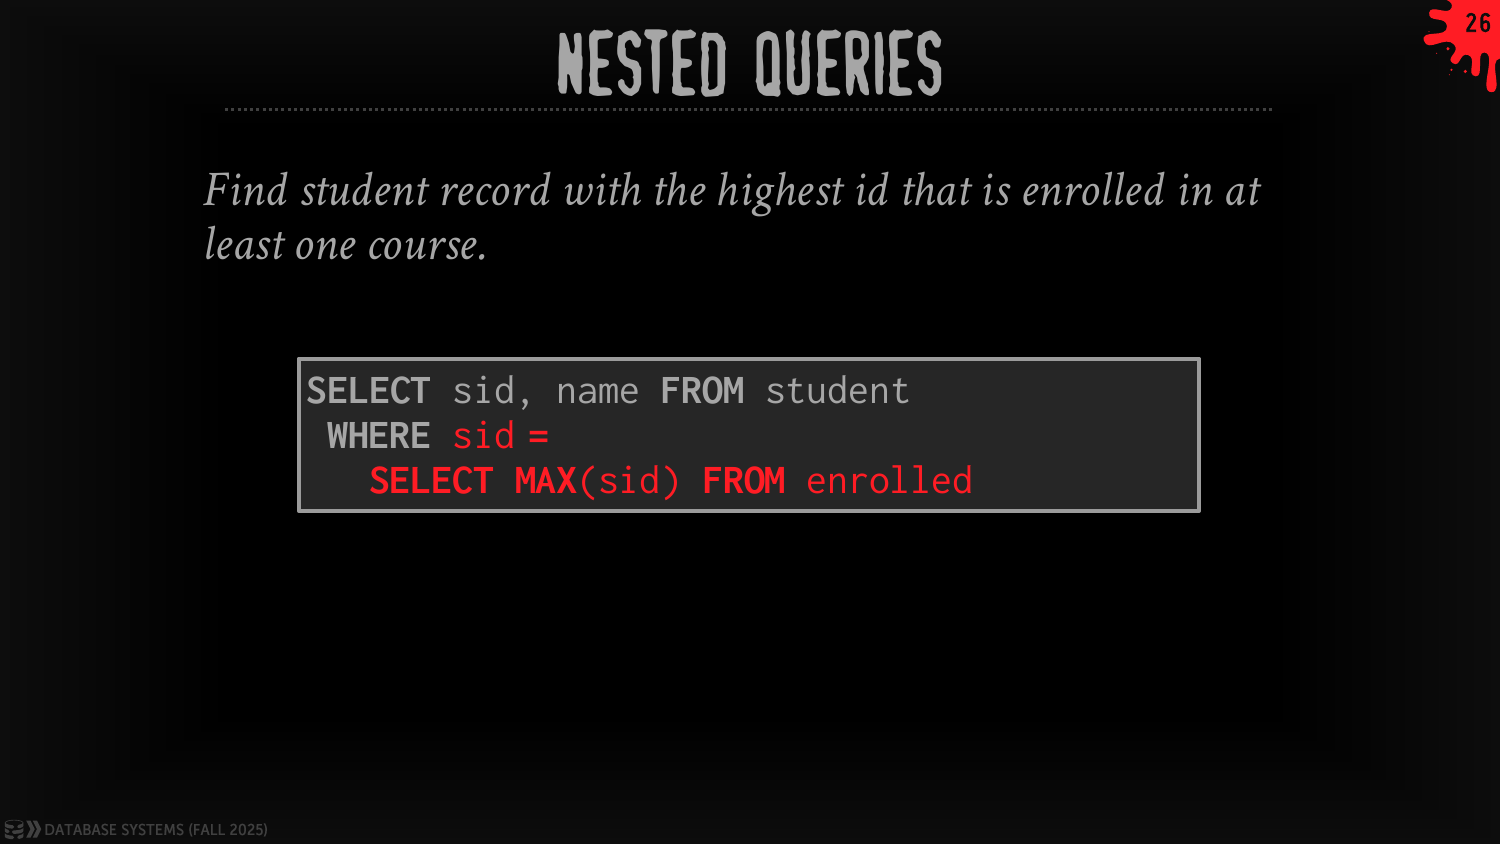 26
NESTED QUERIES
Find student record with the highest id that is enrolled in at
least one course.
SELECT sid, name FROM student
WHERE sid =
SELECT MAX(sid) FROM enrolled
DATABASE SYSTEMS (FALL 2025)